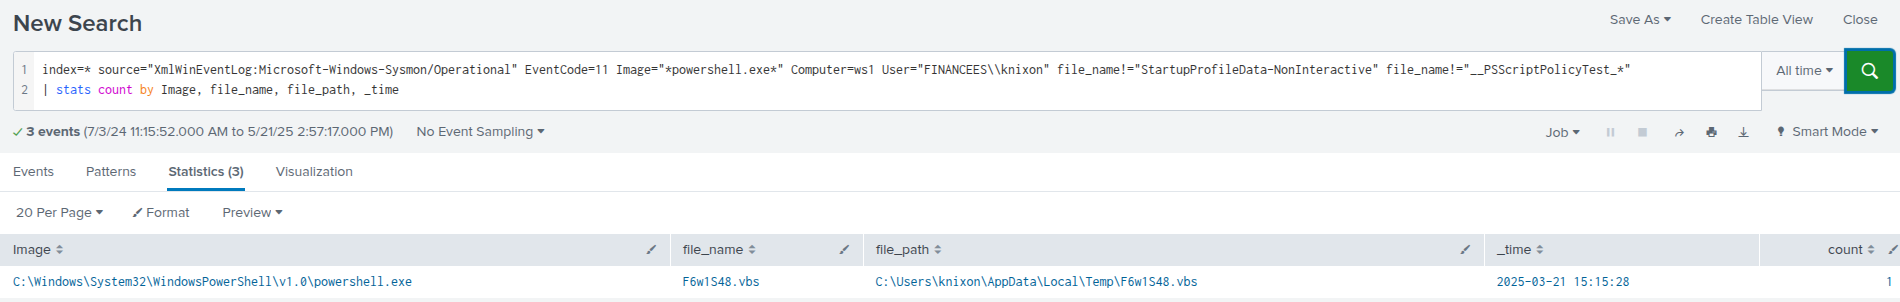 New Search
Save As Create Table View Close
1 index=* source="XmlWinEventLog:Microsoft-Windows-Sysmon/Operational" EventCode=11 Image="*powershell.exe*" Computer=ws1 User="FINANCEES\\knixon" file_name!="StartupProfileData-NonInteractive" file_name!="__PSScriptPolicyTest_*"
All time
2 | stats count by Image, file_name, file_path, _time
3 events (7/3/24 11:15:52.000 AM to 5/21/25 2:57:17.000 PM) No Event Sampling Job Smart Mode
Events Patterns Statistics (3) Visualization
20 Per Page Format Preview
Image file_name file_path _time count
C:\Windows\System32\WindowsPowerShell\v1.0\powershell.exe F6w1S48.vbs C:\Users\knixon\AppData\Local\Temp\F6w1S48.vbs 2025-03-21 15:15:28 1